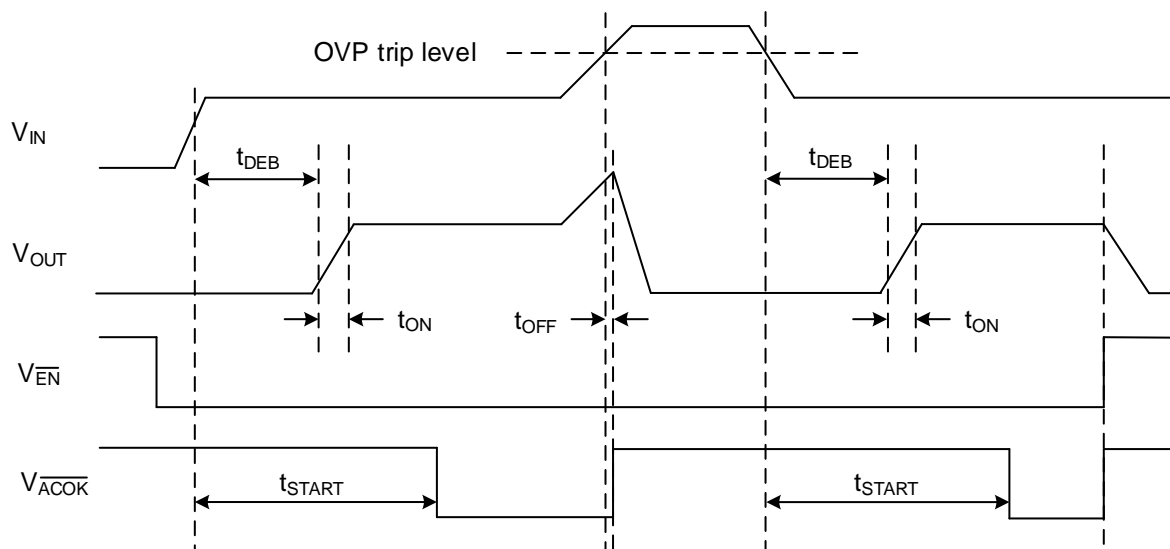 OVP trip level
VIN
tDEB
tDEB
VOUT
tON
tOFF
tON
VEN
VACOK
tSTART
tSTART